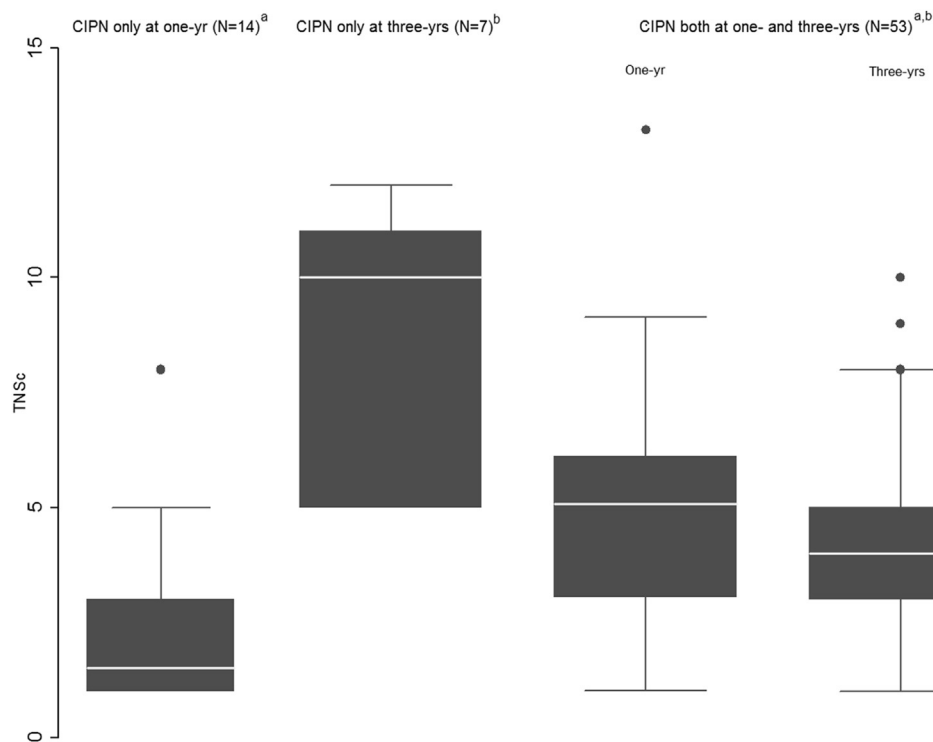 CIPN only at one-yr (N=14)a
CIPN only at three-yrs (N=7)b
CIPN both at one- and three-yrs (N=53)a,b
One-yr
Three-yrs
TNSc
15
10
5
0